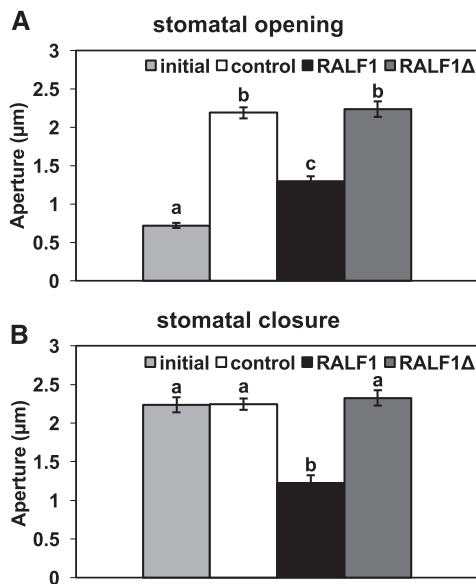 A
stomatal opening
initial control RALF1 RALF1Δ
Aperture (μm)
3
2.5
2
1.5
1
0.5
0
a
b
c
b
B
stomatal closure
initial control RALF1 RALF1Δ
Aperture (μm)
3
2.5
2
1.5
1
0.5
0
a
a
b
a